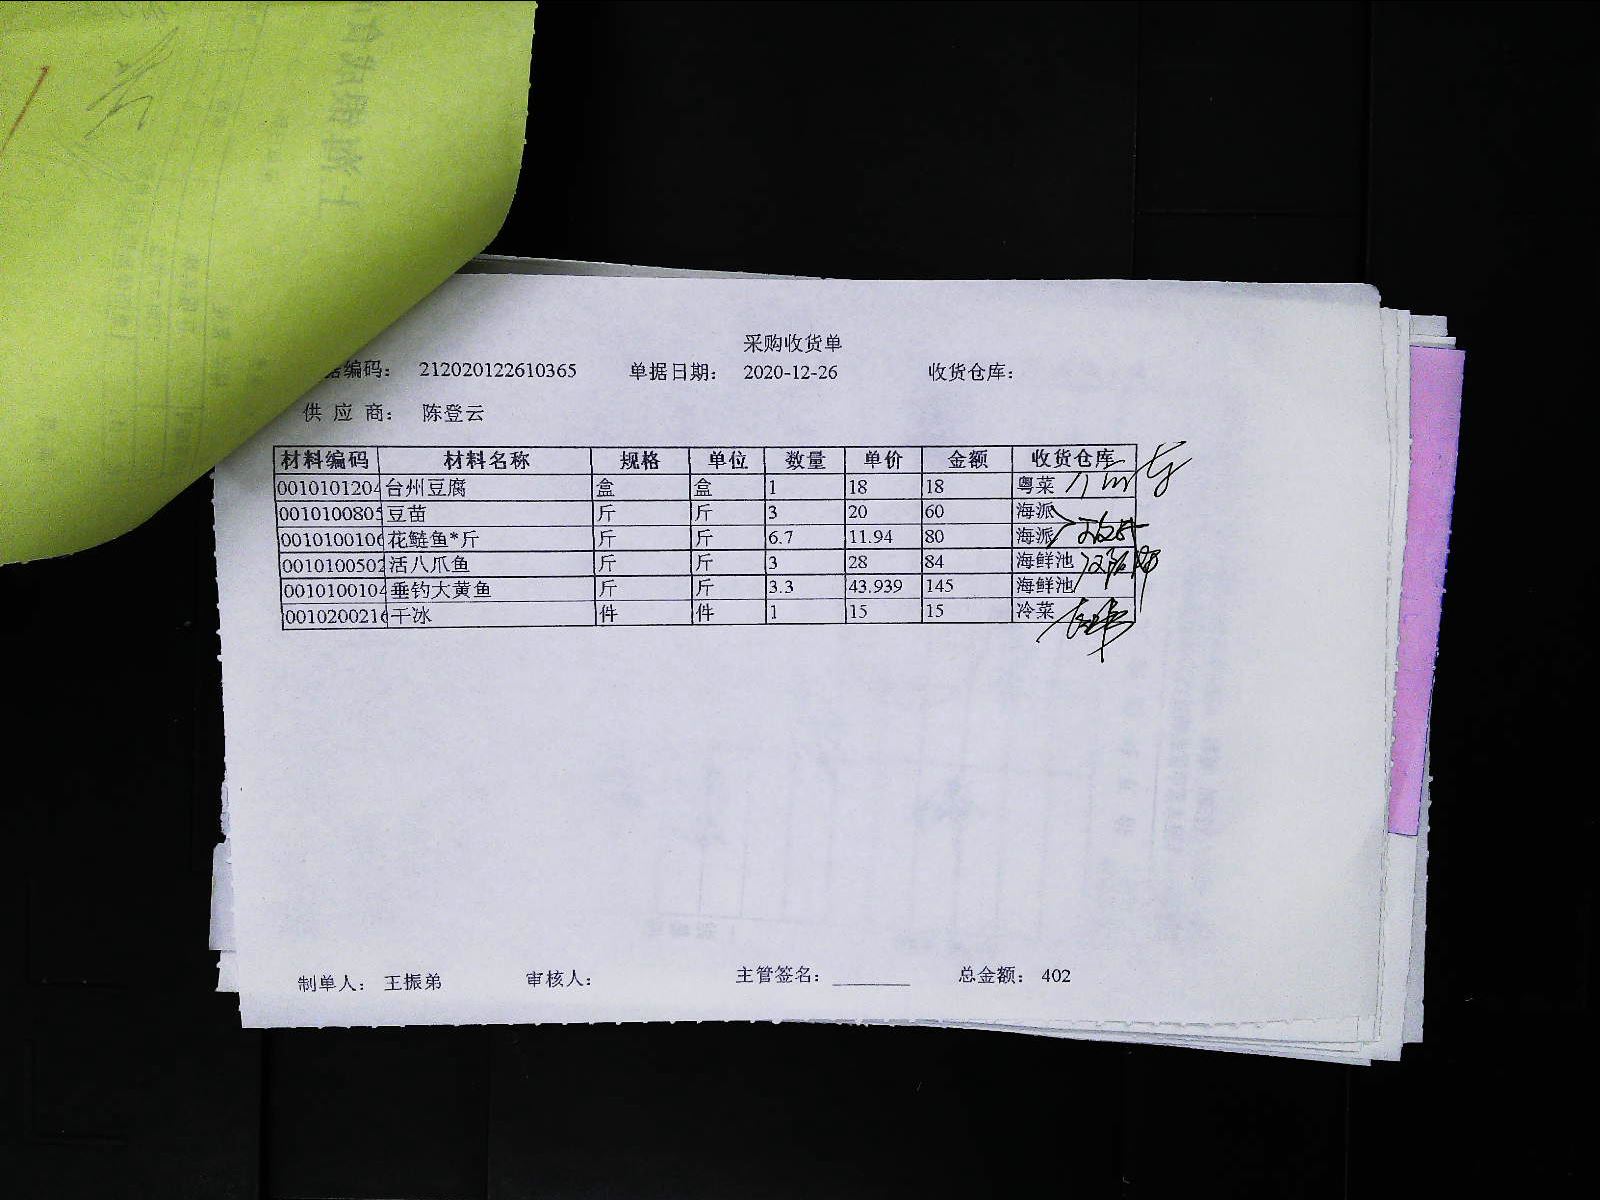 采购收货单
据编码： 212020122610365 单据日期： 2020-12-26 收货仓库：
供 应 商： 陈登云
材料编码 材料名称 规格 单位 数量 单价 金额 收货仓库
0010101204 台州豆腐 盒 盒 1 18 18 粤菜
0010100805 豆苗 斤 斤 3 20 60 海派
0010100106 花鲢鱼*斤 斤 斤 6.7 11.94 80 海派
0010100502 活八爪鱼 斤 斤 3 28 84 海鲜池
0010100104 垂钓大黄鱼 斤 斤 3.3 43.939 145 海鲜池
0010200216 干冰 件 件 1 15 15 冷菜
制单人： 王振弟 审核人： 主管签名： 总金额： 402